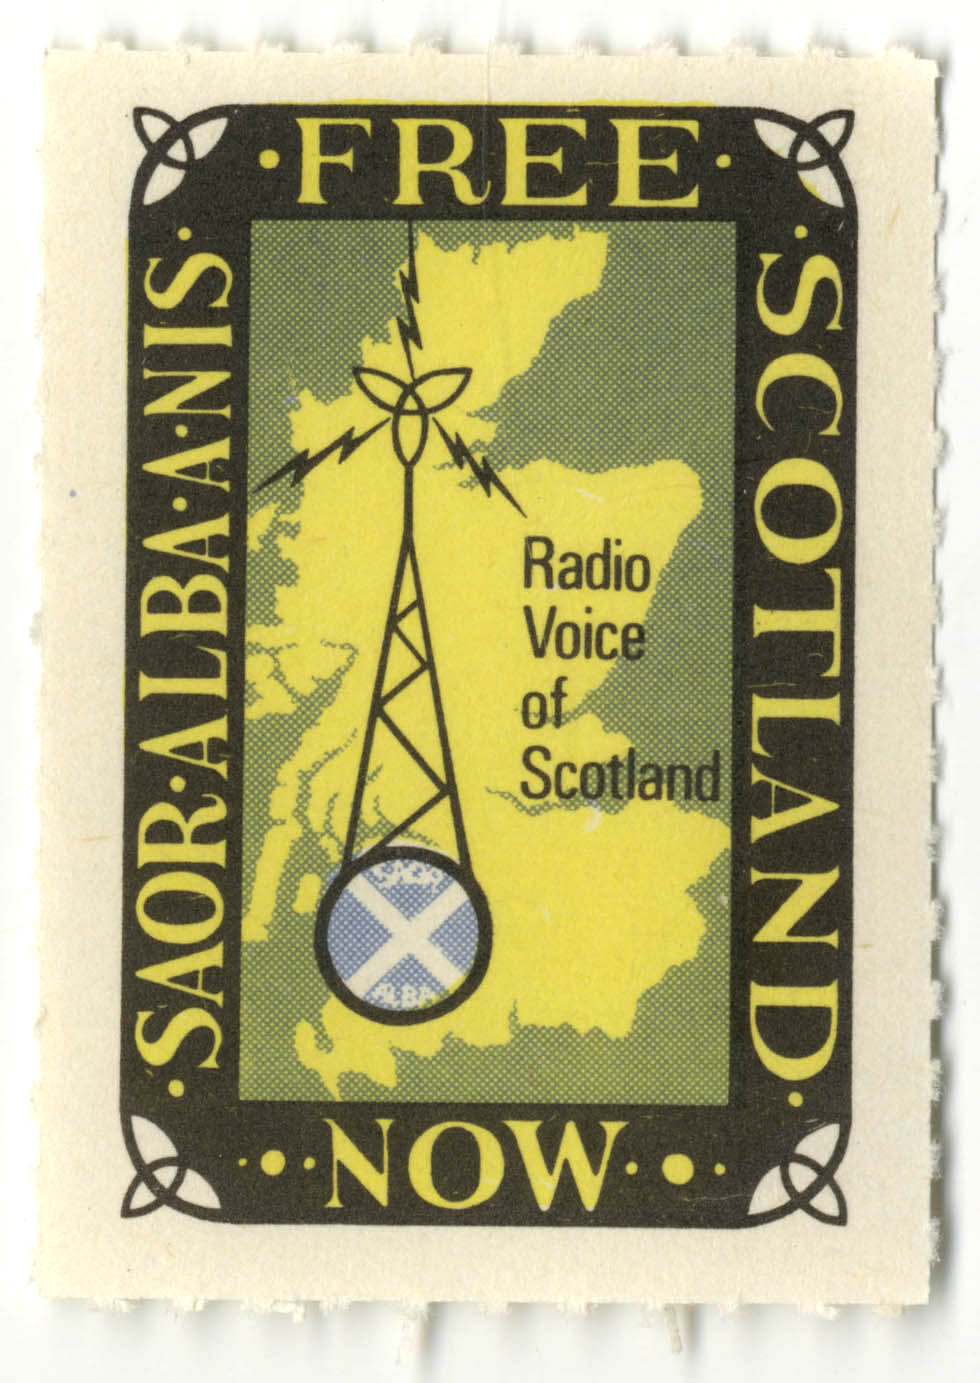 ·FREE·
·SCOTLAND·
·NOW·
·SAOR·ALBA·A·NIS·
Radio
Voice
of
Scotland